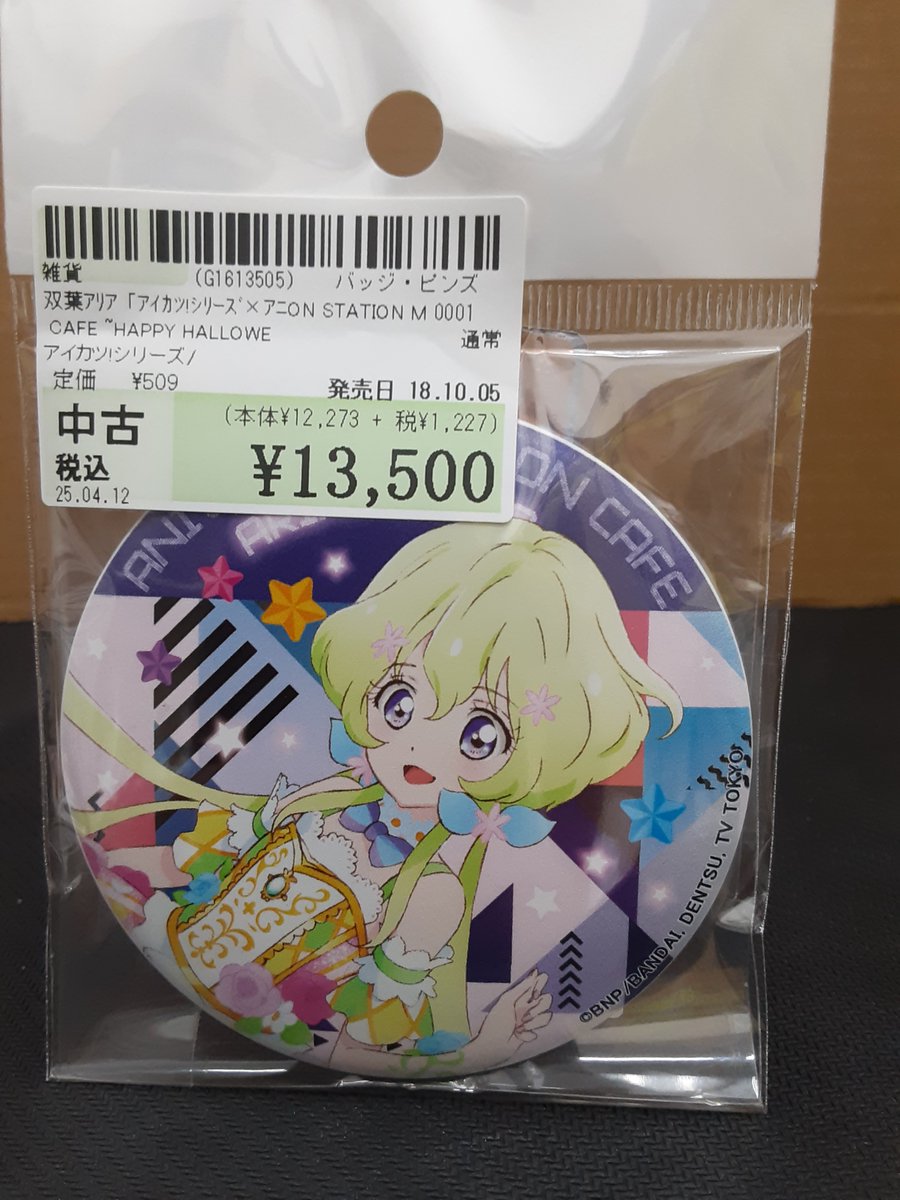 雑貨 (G1613505) バッジ・ピンズ
双葉アリア「アイカツ!シリーズ×アニON STATION M 0001
CAFE ~HAPPY HALLOWE 通常
アイカツ!シリーズ/
定価 ¥509 発売日 18.10.05
中古 (本体¥12,273 + 税¥1,227)
税込 ¥13,500
25.04.12
ANI ON CAFE
©BNP/BANDAI, DENTSU, TV TOKYO